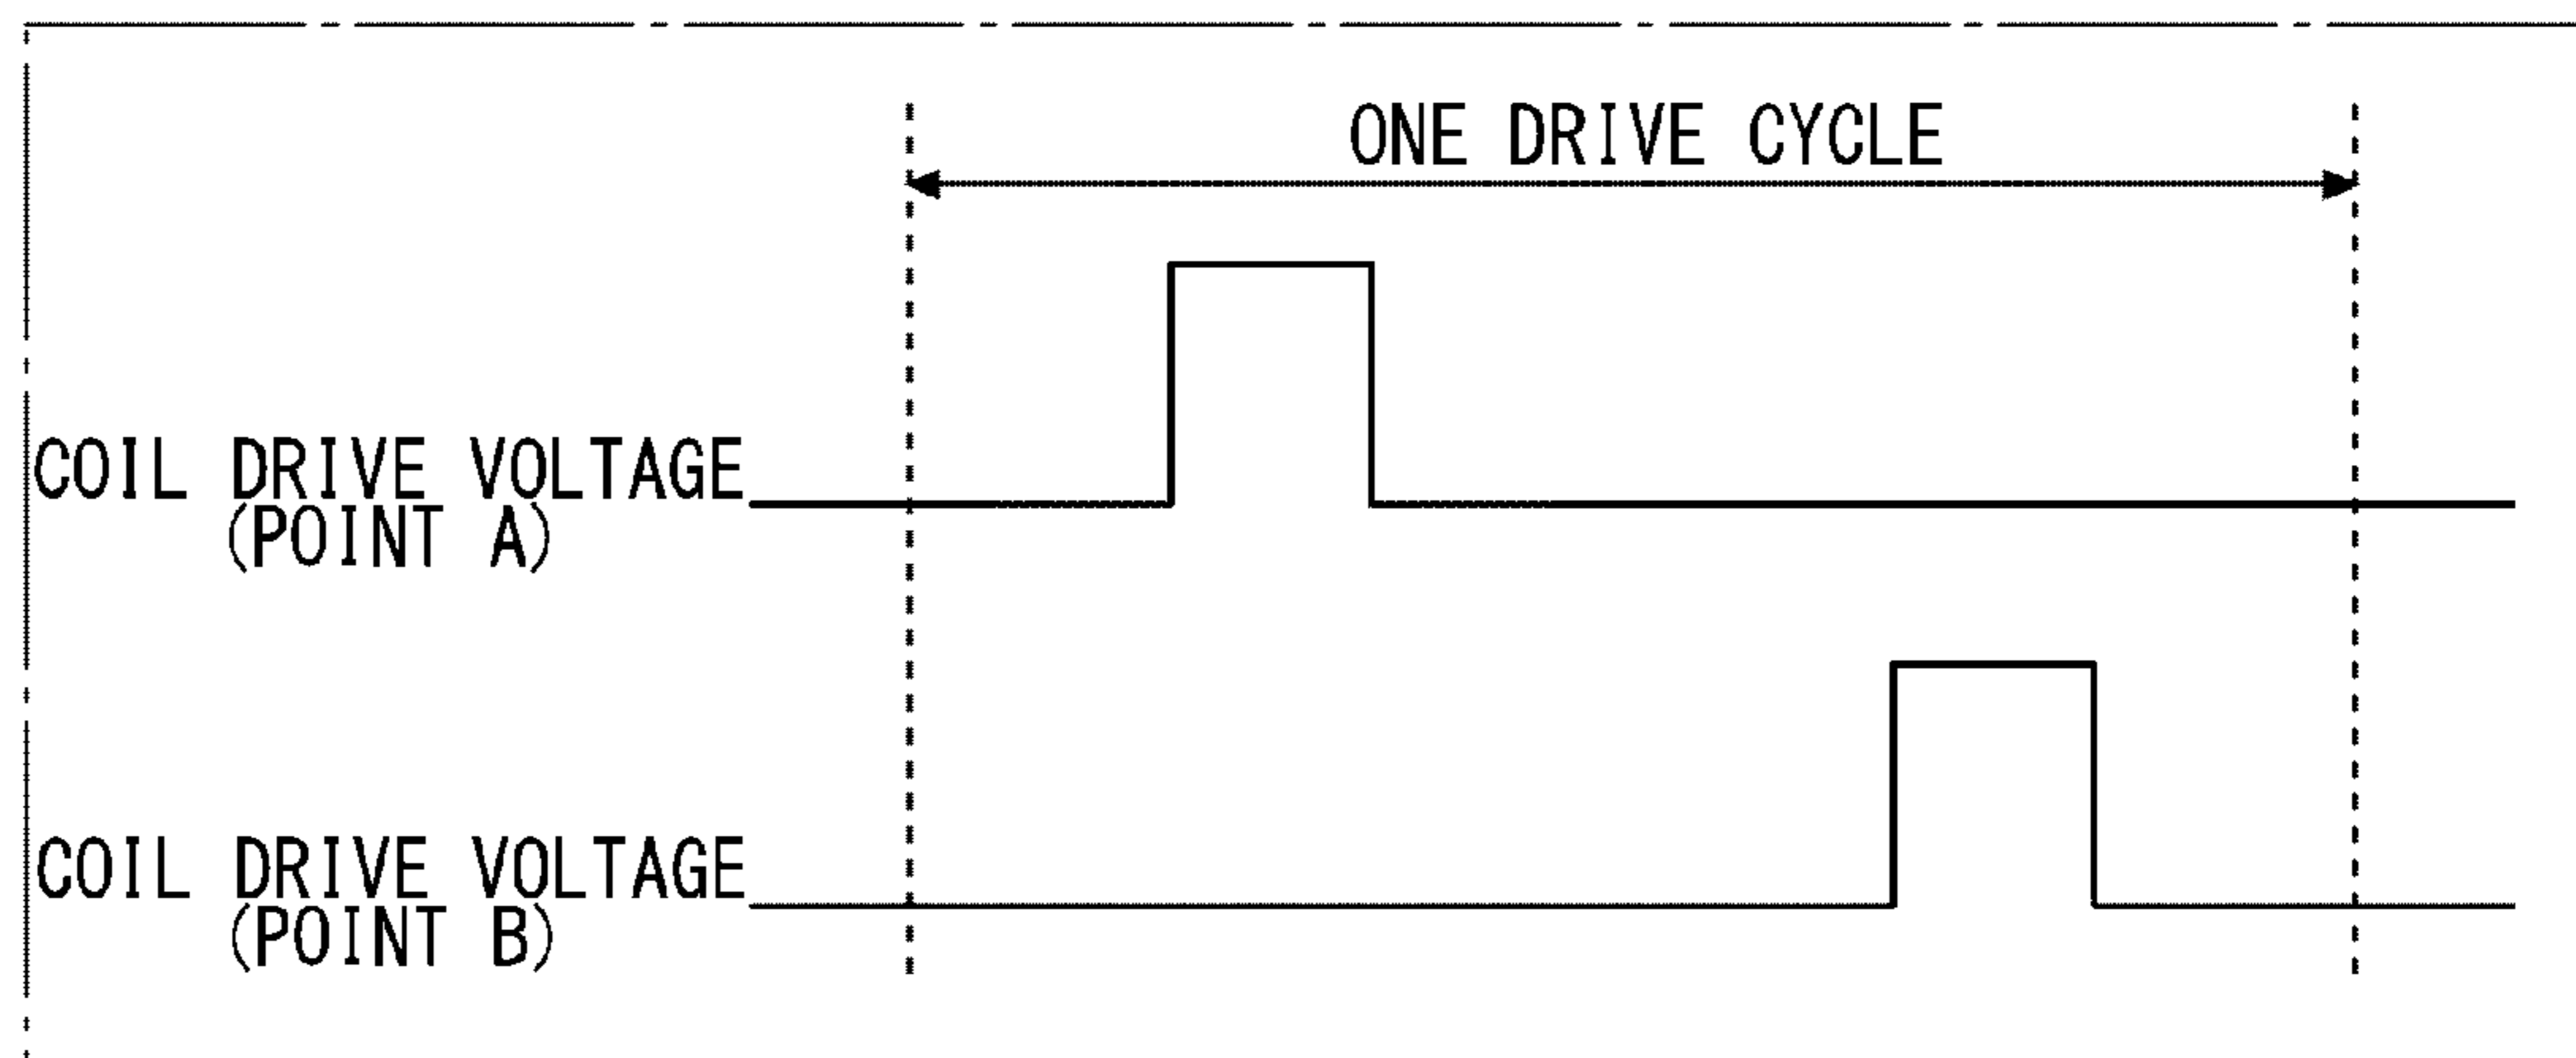 ONE DRIVE CYCLE
COIL DRIVE VOLTAGE
(POINT A)
COIL DRIVE VOLTAGE
(POINT B)